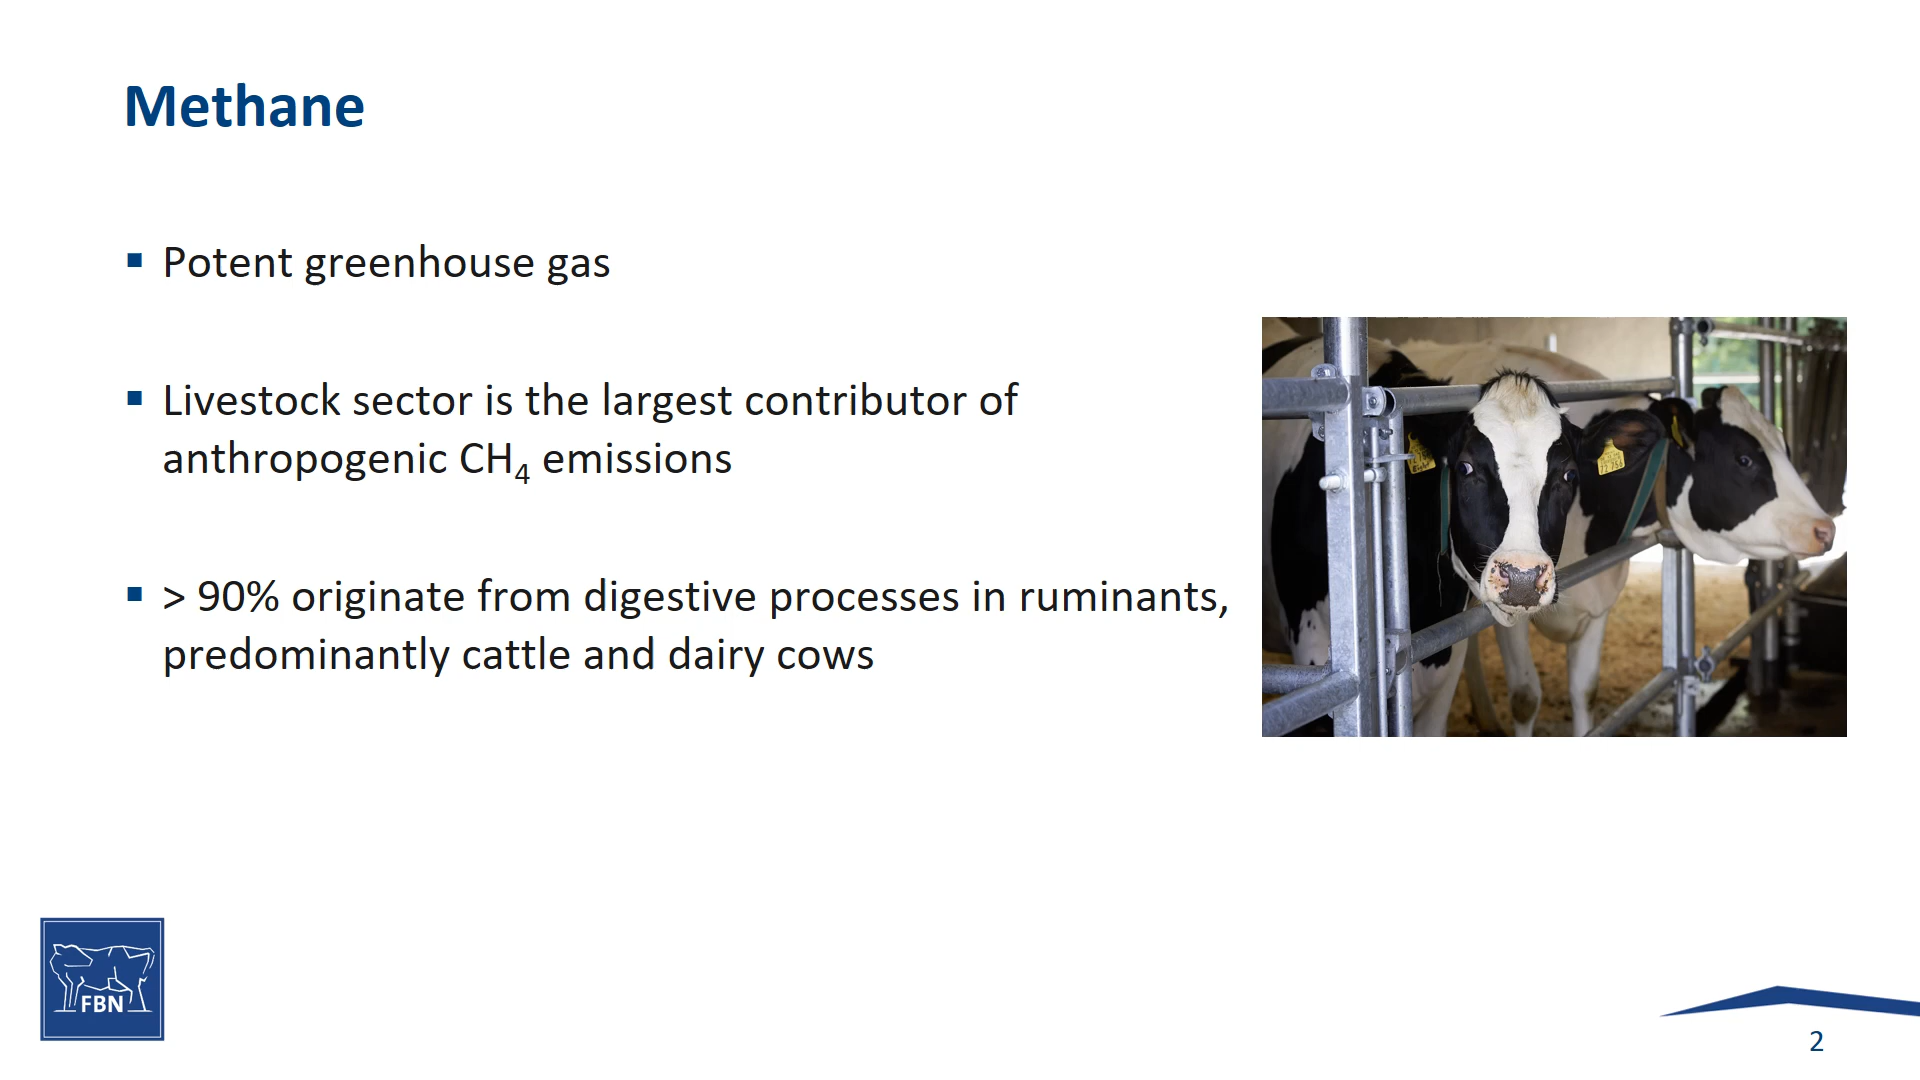 Methane
▪ Potent greenhouse gas
▪ Livestock sector is the largest contributor of
anthropogenic CH₄ emissions
▪ > 90% originate from digestive processes in ruminants,
predominantly cattle and dairy cows
FBN
2